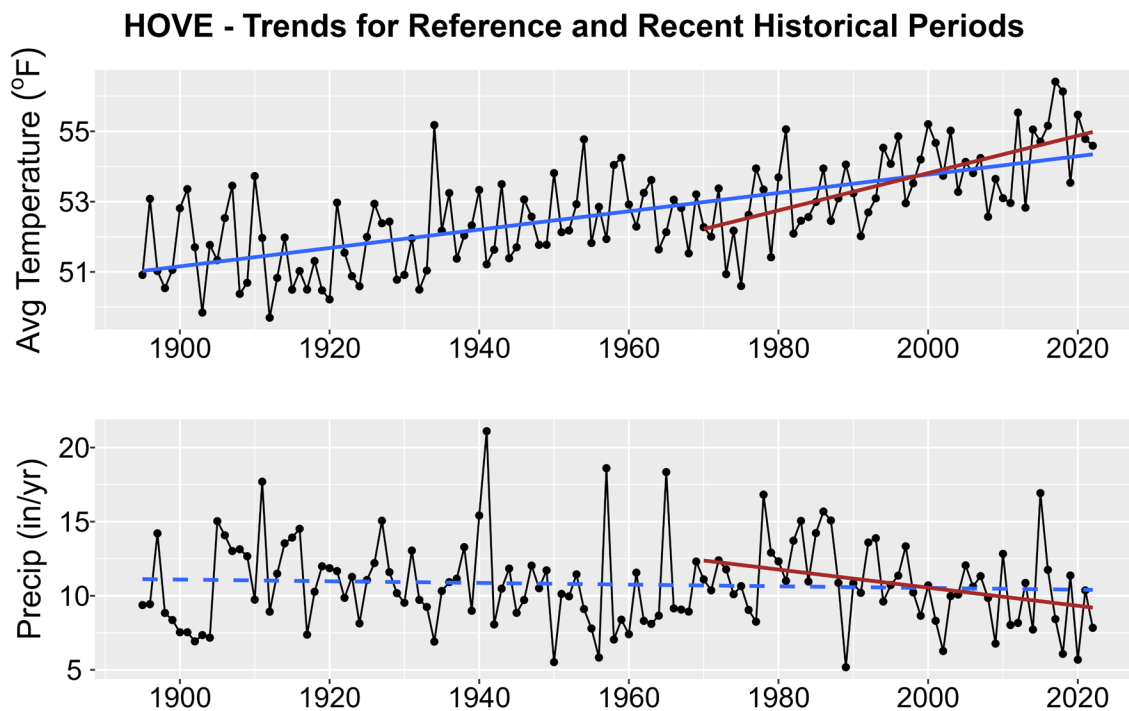 HOVE - Trends for Reference and Recent Historical Periods
Avg Temperature (ºF)
55
53
51
1900 1920 1940 1960 1980 2000 2020
Precip (in/yr)
20
15
10
5
1900 1920 1940 1960 1980 2000 2020